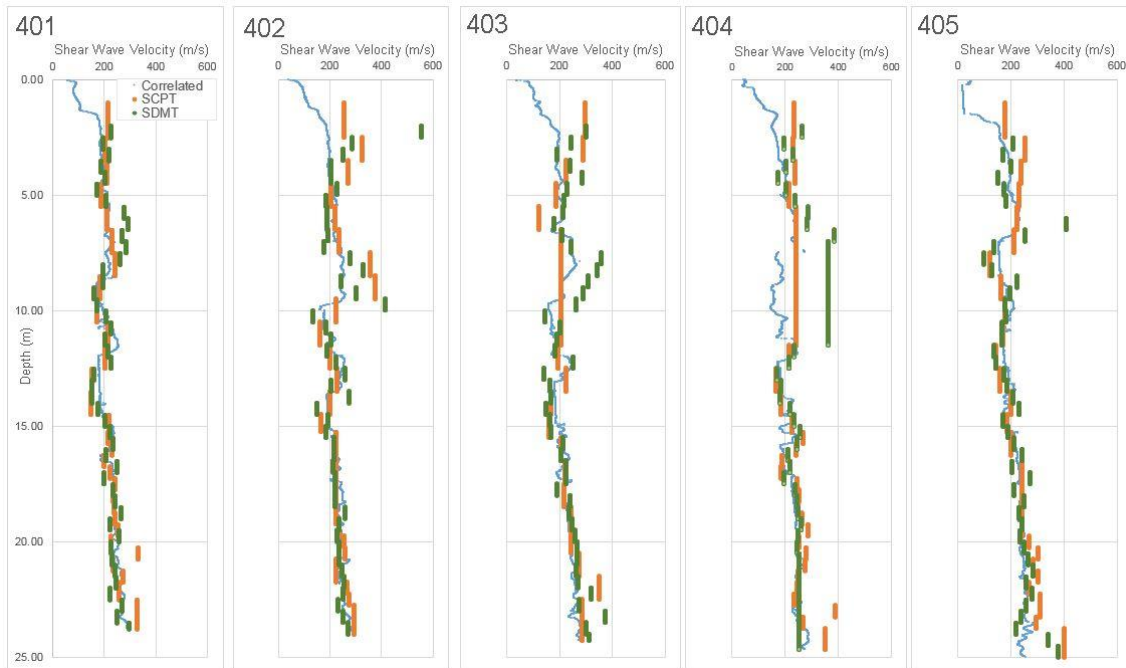 401
Shear Wave Velocity (m/s)
0 200 400 600
402
Shear Wave Velocity (m/s)
0 200 400 600
403
Shear Wave Velocity (m/s)
0 200 400 600
404
Shear Wave Velocity (m/s)
0 200 400 600
405
Shear Wave Velocity (m/s)
0 200 400 600
0.00
Correlated
SCPT
SDMT
5.00
10.00
Depth (m)
15.00
20.00
25.00